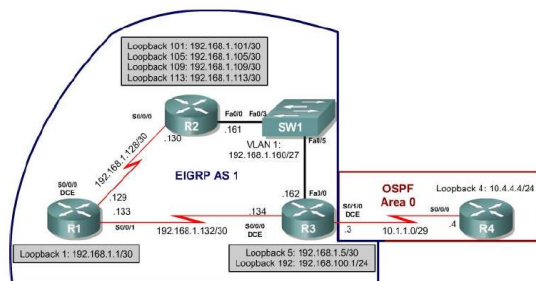 Loopback 101: 192.168.1.101/30
Loopback 105: 192.168.1.105/30
Loopback 109: 192.168.1.109/30
Loopback 113: 192.168.1.113/30
S0/0/0
R2
Fa0/0
Fa0/3
.161
.130
SW1
VLAN 1:
192.168.1.160/27
Fa0/5
192.168.1.128/30
EIGRP AS 1
S0/0/0
DCE
.129
.133
.162
Fa0/0
OSPF
Area 0
Loopback 4: 10.4.4.4/24
R1
S0/0/1
192.168.1.132/30
.134
S0/0/0
DCE
R3
S0/1/0
DCE
.3
10.1.1.0/29
S0/0/0
.4
R4
Loopback 1: 192.168.1.1/30
Loopback 5: 192.168.1.5/30
Loopback 192: 192.168.100.1/24